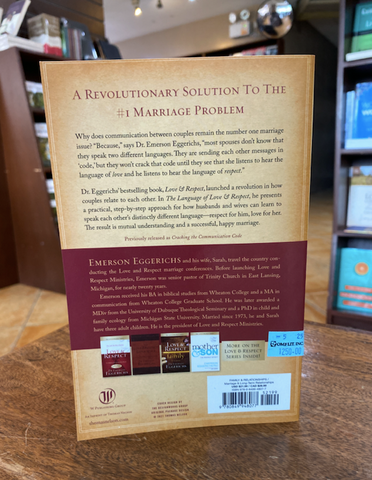 A REVOLUTIONARY SOLUTION TO THE
#1 MARRIAGE PROBLEM
Why does communication between couples remain the number one marriage
issue? "Because," says Dr. Emerson Eggerichs, "most spouses don't know that
they speak two different languages. They are sending each other messages in
'code,' but they won't crack that code until they see that she listens to hear the
language of love and he listens to hear the language of respect."
Dr. Eggerichs' bestselling book, Love & Respect, launched a revolution in how
couples relate to each other. In The Language of Love & Respect, he presents
a practical, step-by-step approach for how husbands and wives can learn to
speak each other's distinctly different language—respect for him, love for her.
The result is mutual understanding and a successful, happy marriage.
Previously released as Cracking the Communication Code
EMERSON EGGERICHS and his wife, Sarah, travel the country con-
ducting the Love and Respect marriage conferences. Before launching Love
and Respect Ministries, Emerson was senior pastor of Trinity Church in East Lansing,
Michigan, for nearly twenty years.
Emerson received his BA in biblical studies from Wheaton College and a MA in
communication from Wheaton College Graduate School. He was later awarded a
MDiv from the University of Dubuque Theological Seminary and a PhD in child and
family ecology from Michigan State University. Married since 1973, he and Sarah
have three adult children. He is the president of Love and Respect Ministries.
RESPECT
LOVE & RESPECT
family
mother
&SON
MORE ON THE
LOVE & RESPECT
SERIES INSIDE!